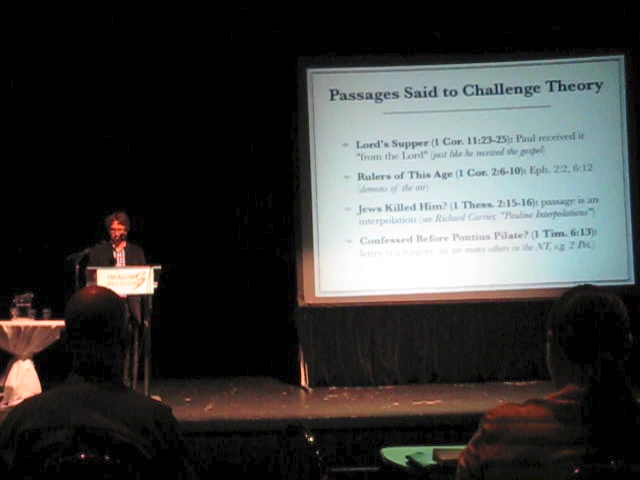 Passages Said to Challenge Theory
Lord's Supper (1 Cor. 11:23-25): Paul received it
"from the Lord" (just like he received the gospel)
Rulers of This Age (1 Cor. 2:6-10): Eph. 2:2, 6:12
(demons of the air)
Jews Killed Him? (1 Thess. 2:15-16): passage is an
interpolation (see Richard Carrier, "Pauline Interpolations")
Confessed Before Pontius Pilate? (1 Tim. 6:13):
letter is a forgery (as are many others in the NT, e.g. 2 Pet.)